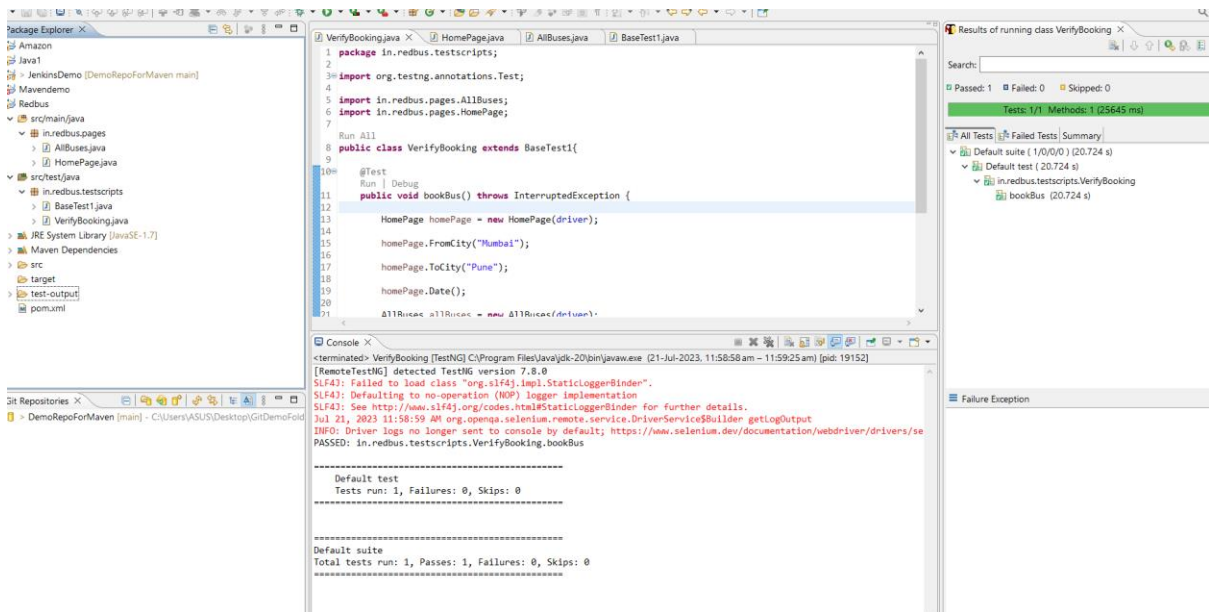 Package Explorer
Amazon
Java1
> JenkinsDemo [DemoRepoForMaven main]
Mavendemo
Redbus
src/main/java
in.redbus.pages
AllBuses.java
HomePage.java
src/test/java
in.redbus.testscripts
BaseTest1.java
VerifyBooking.java
JRE System Library [JavaSE-1.7]
Maven Dependencies
src
target
test-output
pom.xml
Git Repositories
> DemoRepoForMaven [main] - C:\Users\ASUS\Desktop\GitDemoFold
VerifyBooking.java HomePage.java AllBuses.java BaseTest1.java
1 package in.redbus.testscripts;
2
3 import org.testng.annotations.Test;
4
5 import in.redbus.pages.AllBuses;
6 import in.redbus.pages.HomePage;
7
Run All
8 public class VerifyBooking extends BaseTest1{
9
10 @Test
Run | Debug
11 public void bookBus() throws InterruptedException {
12
13 HomePage homePage = new HomePage(driver);
14
15 homePage.FromCity("Mumbai");
16
17 homePage.ToCity("Pune");
18
19 homePage.Date();
20
21 AllBuses allBuses = new AllBuses(driver);
Console
<terminated> VerifyBooking [TestNG] C:\Program Files\Java\jdk-20\bin\javaw.exe (21-Jul-2023, 11:58:58 am – 11:59:25 am) [pid: 19152]
[RemoteTestNG] detected TestNG version 7.8.0
SLF4J: Failed to load class "org.slf4j.impl.StaticLoggerBinder".
SLF4J: Defaulting to no-operation (NOP) logger implementation
SLF4J: See http://www.slf4j.org/codes.html#StaticLoggerBinder for further details.
Jul 21, 2023 11:58:59 AM org.openqa.selenium.remote.service.DriverService$Builder getLogOutput
INFO: Driver logs no longer sent to console by default; https://www.selenium.dev/documentation/webdriver/drivers/se
PASSED: in.redbus.testscripts.VerifyBooking.bookBus
===============================================
Default test
Tests run: 1, Failures: 0, Skips: 0
===============================================
===============================================
Default suite
Total tests run: 1, Passes: 1, Failures: 0, Skips: 0
===============================================
Results of running class VerifyBooking
Search:
Passed: 1 Failed: 0 Skipped: 0
Tests: 1/1 Methods: 1 (25645 ms)
All Tests Failed Tests Summary
Default suite ( 1/0/0/0 ) (20.724 s)
Default test ( 20.724 s)
in.redbus.testscripts.VerifyBooking
bookBus (20.724 s)
Failure Exception